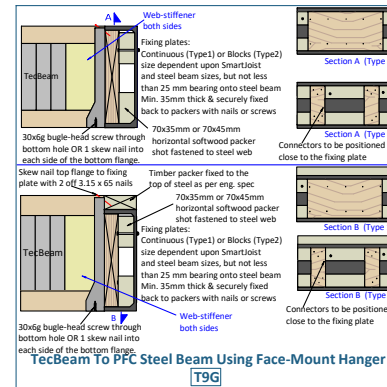 A
Web-stiffener
both sides
Fixing plates:
Continuous (Type1) or Blocks (Type2)
size dependent upon SmartJoist
and steel beam sizes, but not less
than 25 mm bearing onto steel beam
Min. 35mm thick & securely fixed
back to packers with nails or screws
TecBeam
Section A (Type
30x6g bugle-head screw through
bottom hole OR 1 skew nail into
each side of the bottom flange.
70x35mm or 70x45mm
horizontal softwood packer
shot fastened to steel web
Section A (Type
Connectors to be positioned
close to the fixing plate
Skew nail top flange to fixing
plate with 2 off 3.15 x 65 nails
Timber packer fixed to the
top of steel as per eng. spec
70x35mm or 70x45mm
horizontal softwood packer
shot fastened to steel web
Fixing plates:
Continuous (Type1) or Blocks (Type2)
size dependent upon SmartJoist
and steel beam sizes, but not less
than 25 mm bearing onto steel beam
Min. 35mm thick & securely fixed
back to packers with nails or screws
TecBeam
Section B (Type
Section B (Type
Web-stiffener
both sides
B
Connectors to be positione
close to the fixing plate
30x6g bugle-head screw through
bottom hole OR 1 skew nail into
each side of the bottom flange.
TecBeam To PFC Steel Beam Using Face-Mount Hanger
T9G